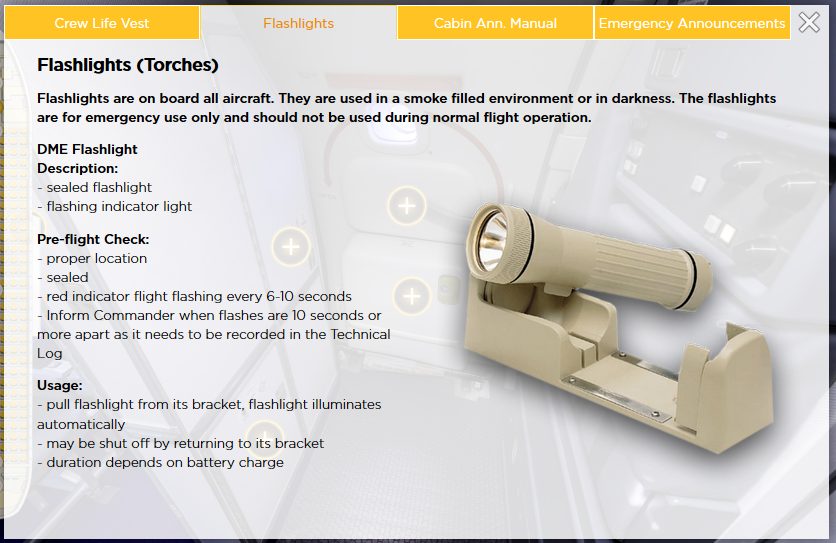 Crew Life Vest
Flashlights
Cabin Ann. Manual
Emergency Announcements
Flashlights (Torches)
Flashlights are on board all aircraft. They are used in a smoke filled environment or in darkness. The flashlights
are for emergency use only and should not be used during normal flight operation.
DME Flashlight
Description:
- sealed flashlight
- flashing indicator light
Pre-flight Check:
- proper location
- sealed
- red indicator flight flashing every 6-10 seconds
- Inform Commander when flashes are 10 seconds or
more apart as it needs to be recorded in the Technical
Log
Usage:
- pull flashlight from its bracket, flashlight illuminates
automatically
- may be shut off by returning to its bracket
- duration depends on battery charge